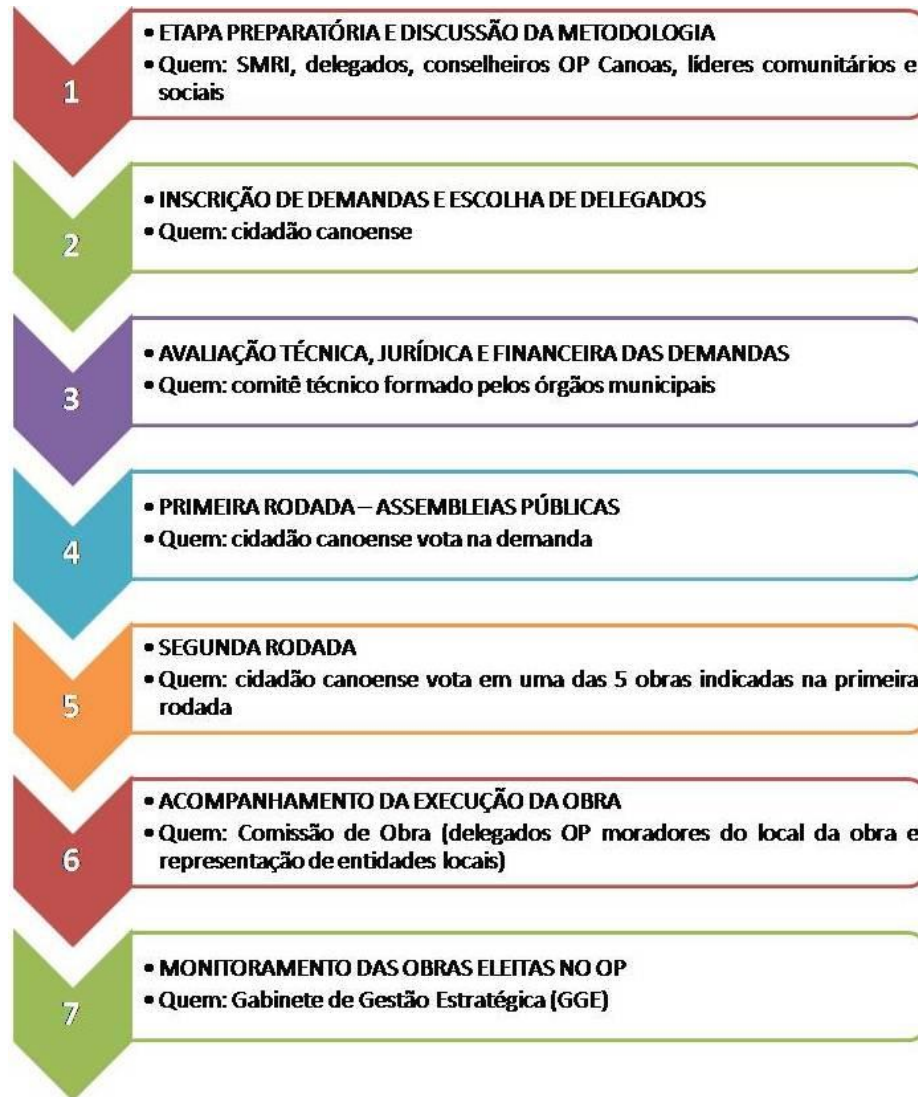 • ETAPA PREPARATÓRIA E DISCUSSÃO DA METODOLOGIA
• Quem: SMRI, delegados, conselheiros OP Canoas, líderes comunitários e
sociais
1
• INSCRIÇÃO DE DEMANDAS E ESCOLHA DE DELEGADOS
• Quem: cidadão canoense
2
• AVALIAÇÃO TÉCNICA, JURÍDICA E FINANCEIRA DAS DEMANDAS
• Quem: comitê técnico formado pelos órgãos municipais
3
• PRIMEIRA RODADA – ASSEMBLEIAS PÚBLICAS
• Quem: cidadão canoense vota na demanda
4
• SEGUNDA RODADA
• Quem: cidadão canoense vota em uma das 5 obras indicadas na primeira
rodada
5
• ACOMPANHAMENTO DA EXECUÇÃO DA OBRA
• Quem: Comissão de Obra (delegados OP moradores do local da obra e
representação de entidades locais)
6
• MONITORAMENTO DAS OBRAS ELEITAS NO OP
• Quem: Gabinete de Gestão Estratégica (GGE)
7